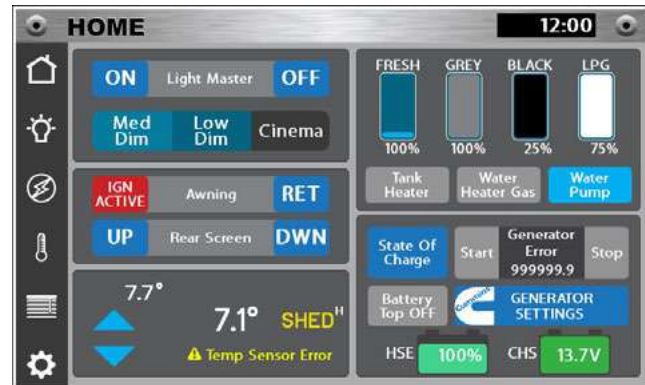 HOME
12:00
ON Light Master OFF
Med Dim
Low Dim
Cinema
IGN ACTIVE
Awning
RET
UP Rear Screen DWN
7.7°
7.1° SHED H
Temp Sensor Error
FRESH GREY BLACK LPG
100% 100% 25% 75%
Tank Heater
Water Heater Gas
Water Pump
State Of Charge
Start
Generator Error
999999.9
Stop
Battery Top OFF
Cummins
GENERATOR SETTINGS
HSE 100% CHS 13.7V